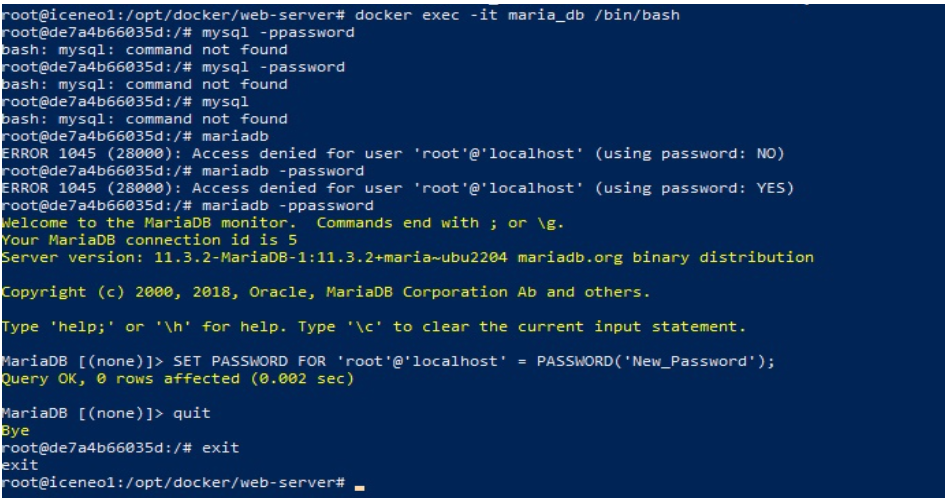 root@iceneo1:/opt/docker/web-server# docker exec -it maria_db /bin/bash
root@de7a4b66035d:/# mysql -ppassword
bash: mysql: command not found
root@de7a4b66035d:/# mysql -password
bash: mysql: command not found
root@de7a4b66035d:/# mysql
bash: mysql: command not found
root@de7a4b66035d:/# mariadb
ERROR 1045 (28000): Access denied for user 'root'@'localhost' (using password: NO)
root@de7a4b66035d:/# mariadb -password
ERROR 1045 (28000): Access denied for user 'root'@'localhost' (using password: YES)
root@de7a4b66035d:/# mariadb -ppassword
Welcome to the MariaDB monitor.  Commands end with ; or \g.
Your MariaDB connection id is 5
Server version: 11.3.2-MariaDB-1:11.3.2+maria~ubu2204 mariadb.org binary distribution
Copyright (c) 2000, 2018, Oracle, MariaDB Corporation Ab and others.
Type 'help;' or '\h' for help. Type '\c' to clear the current input statement.
MariaDB [(none)]> SET PASSWORD FOR 'root'@'localhost' = PASSWORD('New_Password');
Query OK, 0 rows affected (0.002 sec)
MariaDB [(none)]> quit
Bye
root@de7a4b66035d:/# exit
exit
root@iceneo1:/opt/docker/web-server#